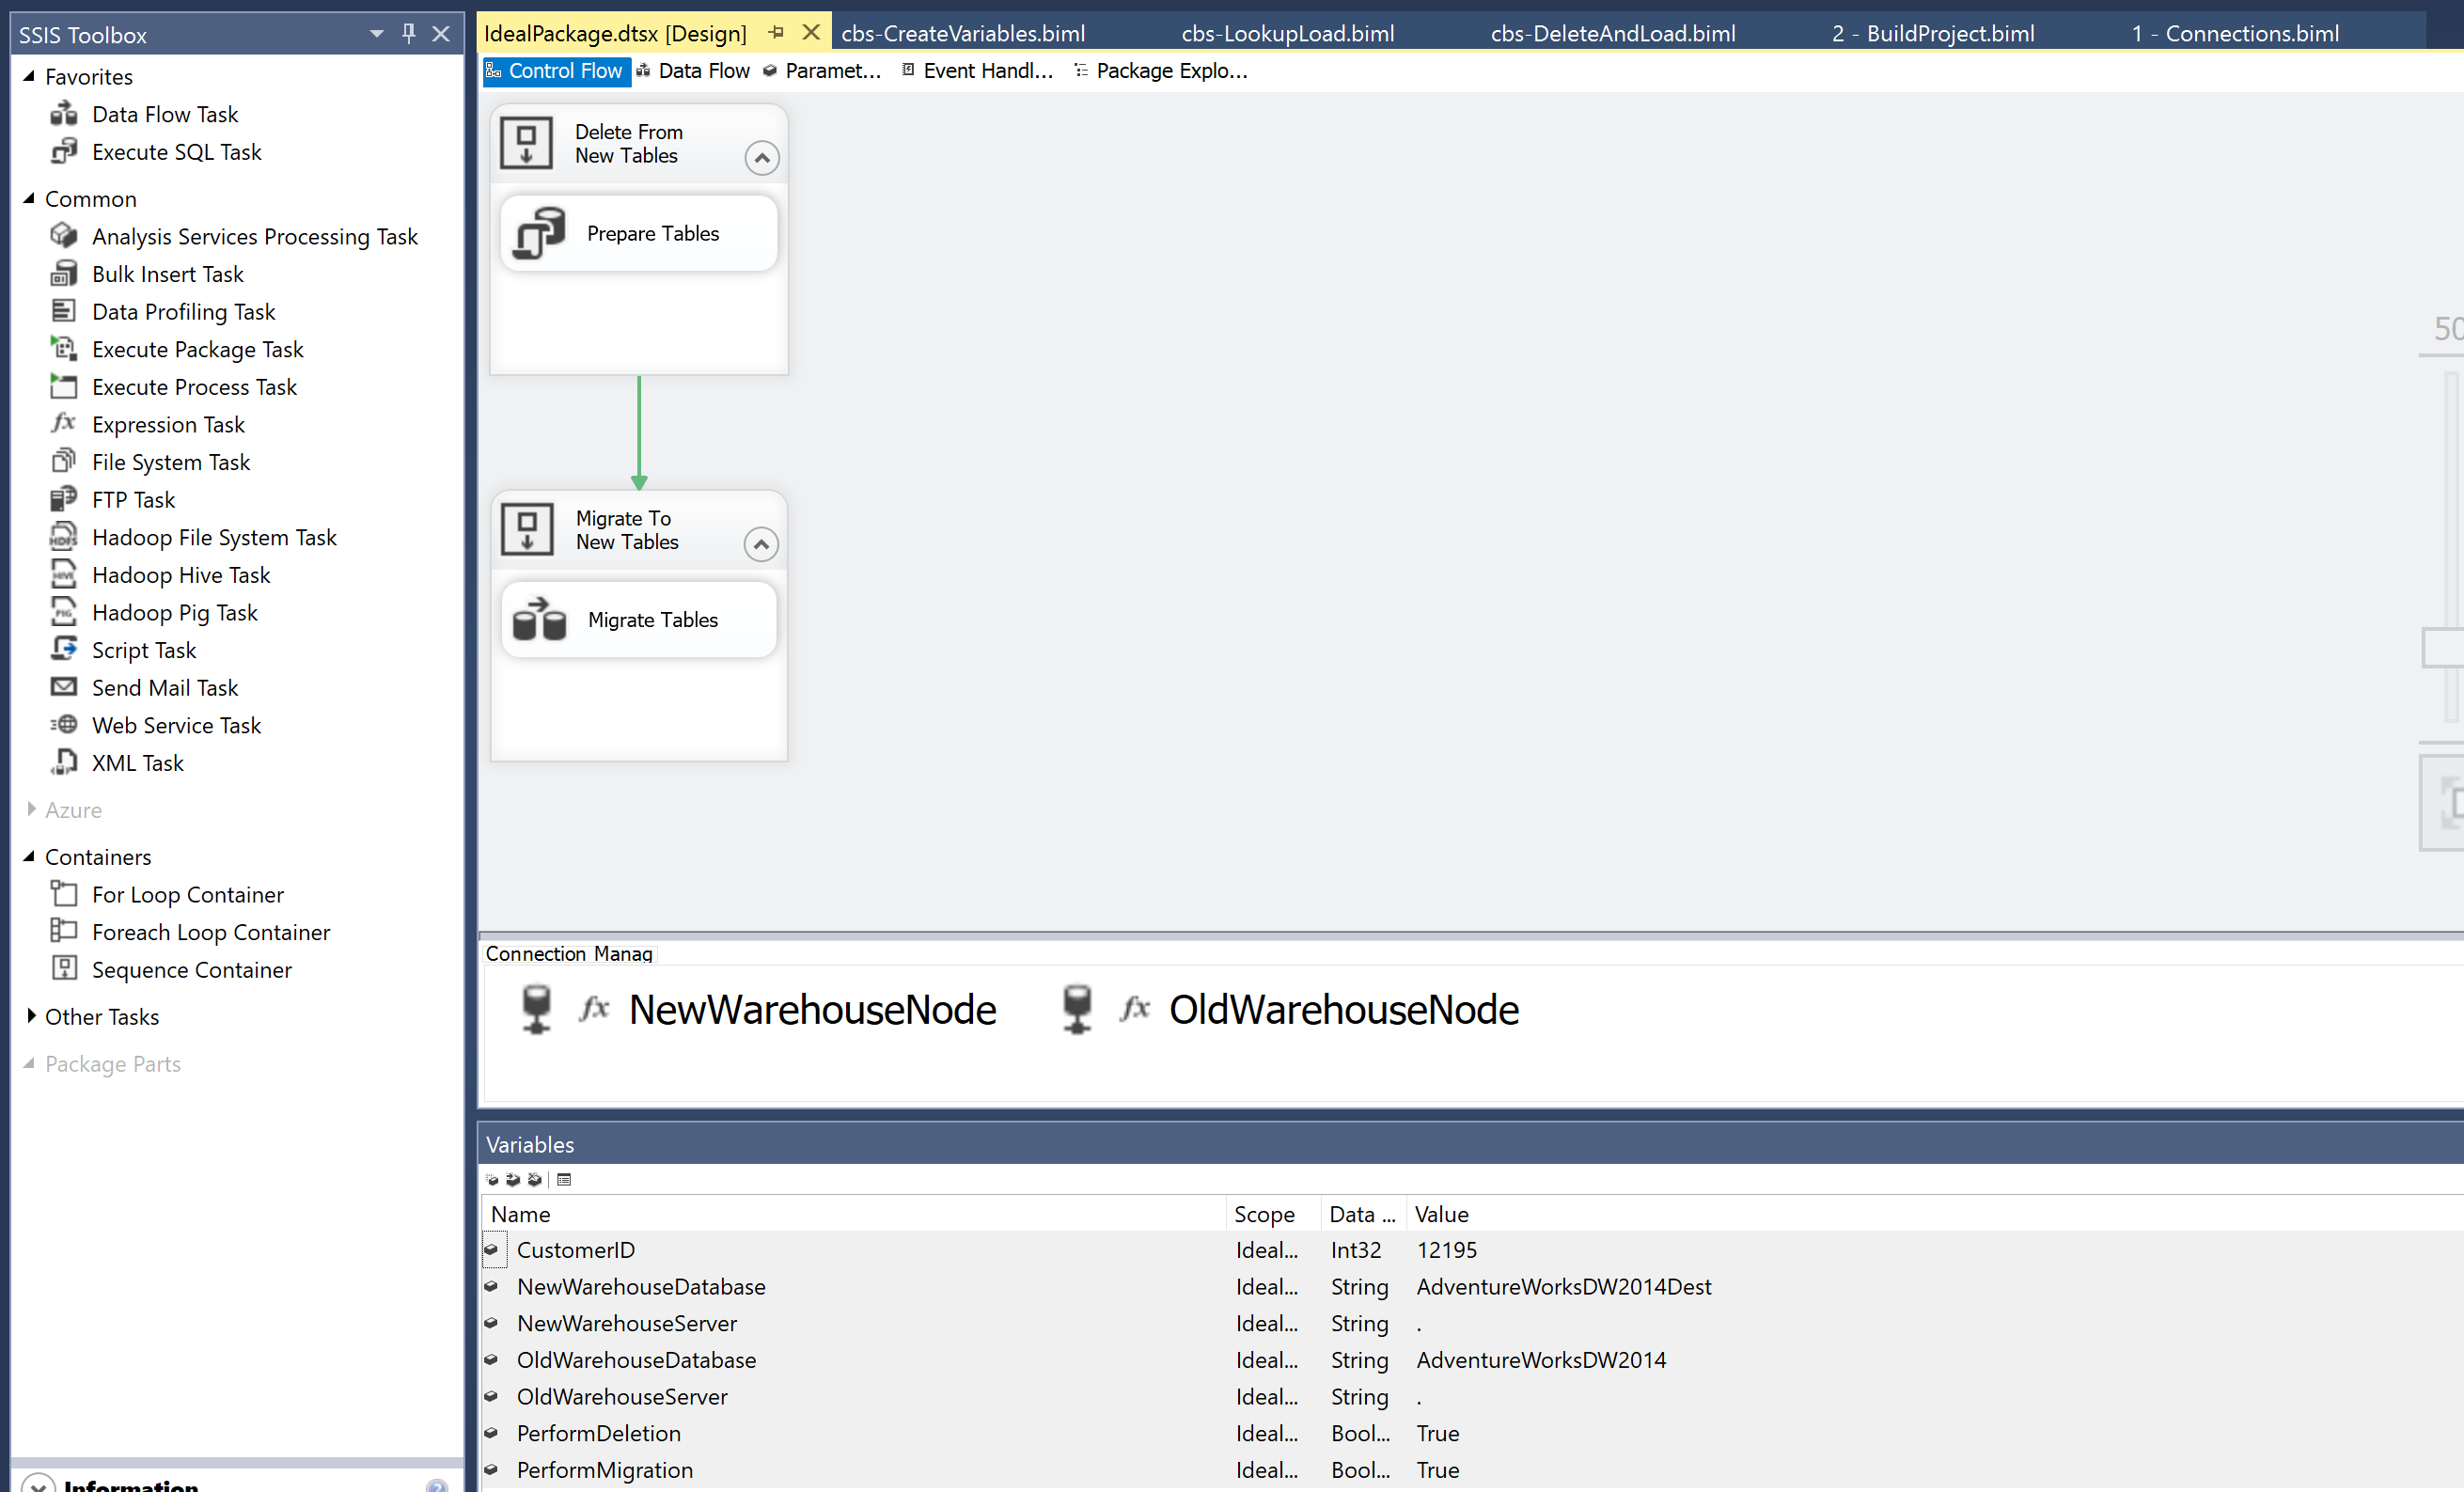 SSIS Toolbox
Favorites
Data Flow Task
Execute SQL Task
Common
Analysis Services Processing Task
Bulk Insert Task
Data Profiling Task
Execute Package Task
Execute Process Task
fx Expression Task
File System Task
FTP Task
HDFS Hadoop File System Task
HIVE Hadoop Hive Task
PIG Hadoop Pig Task
Script Task
Send Mail Task
Web Service Task
XML Task
Azure
Containers
For Loop Container
Foreach Loop Container
Sequence Container
Other Tasks
Package Parts
Information
IdealPackage.dtsx [Design] cbs-CreateVariables.biml cbs-LookupLoad.biml cbs-DeleteAndLoad.biml 2 - BuildProject.biml 1 - Connections.biml
Control Flow Data Flow Paramet... Event Handl... Package Explo...
Delete From
New Tables
Prepare Tables
Migrate To
New Tables
Migrate Tables
50
Connection Manag
fx NewWarehouseNode fx OldWarehouseNode
Variables
Name Scope Data ... Value
CustomerID Ideal... Int32 12195
NewWarehouseDatabase Ideal... String AdventureWorksDW2014Dest
NewWarehouseServer Ideal... String .
OldWarehouseDatabase Ideal... String AdventureWorksDW2014
OldWarehouseServer Ideal... String .
PerformDeletion Ideal... Bool... True
PerformMigration Ideal... Bool... True